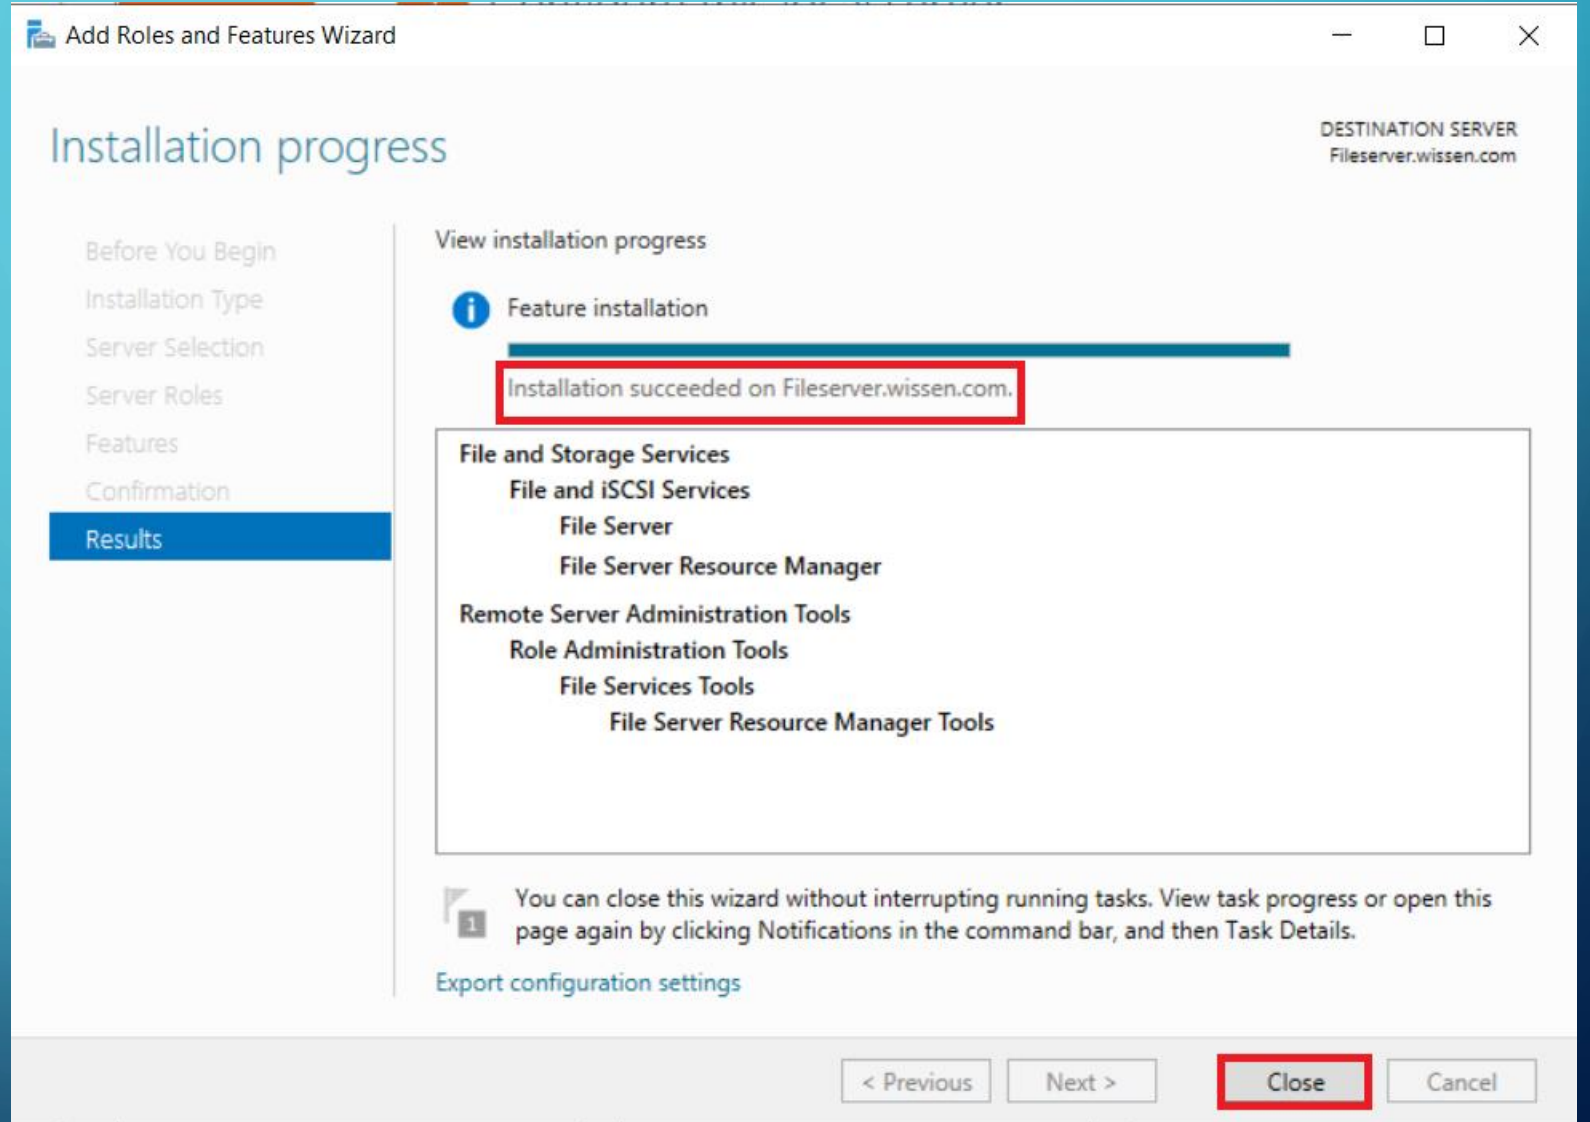 Add Roles and Features Wizard
Installation progress
DESTINATION SERVER
Fileserver.wissen.com
Before You Begin
Installation Type
Server Selection
Server Roles
Features
Confirmation
Results
View installation progress
Feature installation
Installation succeeded on Fileserver.wissen.com.
File and Storage Services
File and iSCSI Services
File Server
File Server Resource Manager
Remote Server Administration Tools
Role Administration Tools
File Services Tools
File Server Resource Manager Tools
1
You can close this wizard without interrupting running tasks. View task progress or open this
page again by clicking Notifications in the command bar, and then Task Details.
Export configuration settings
< Previous
Next >
Close
Cancel